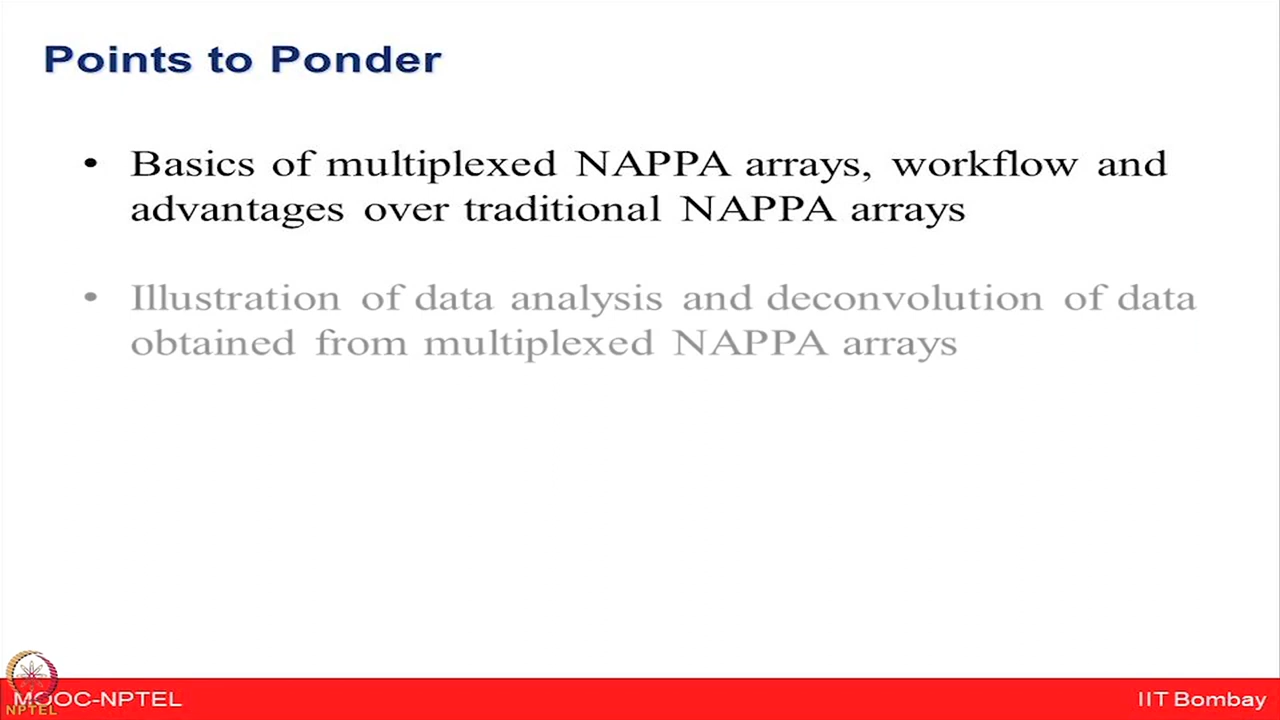 Points to Ponder
• Basics of multiplexed NAPPA arrays, workflow and
advantages over traditional NAPPA arrays
• Illustration of data analysis and deconvolution of data
obtained from multiplexed NAPPA arrays
MOOC-NPTEL
NPTEL
IIT Bombay